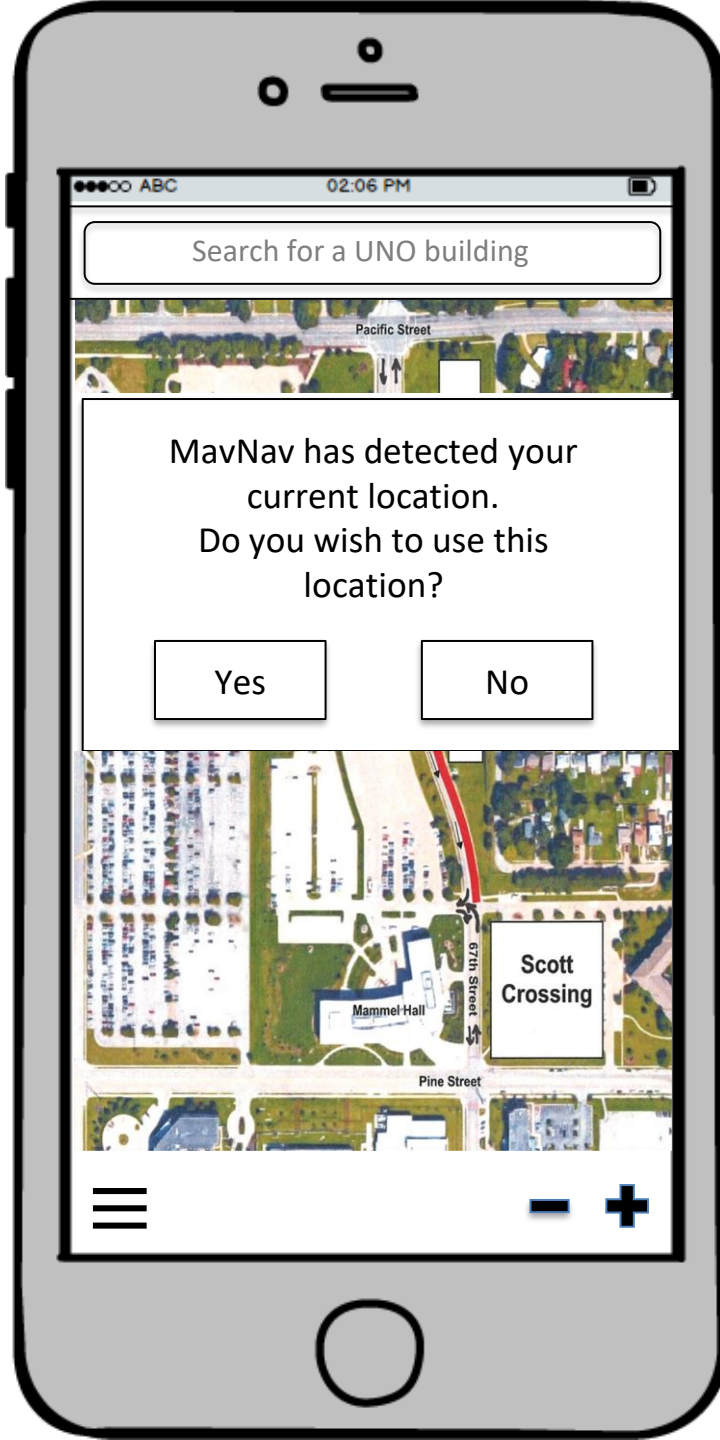 ABC
02:06 PM
Search for a UNO building
Pacific Street
MavNav has detected your
current location.
Do you wish to use this
location?
Yes
No
67th Street
Scott
Crossing
Mammel Hall
Pine Street